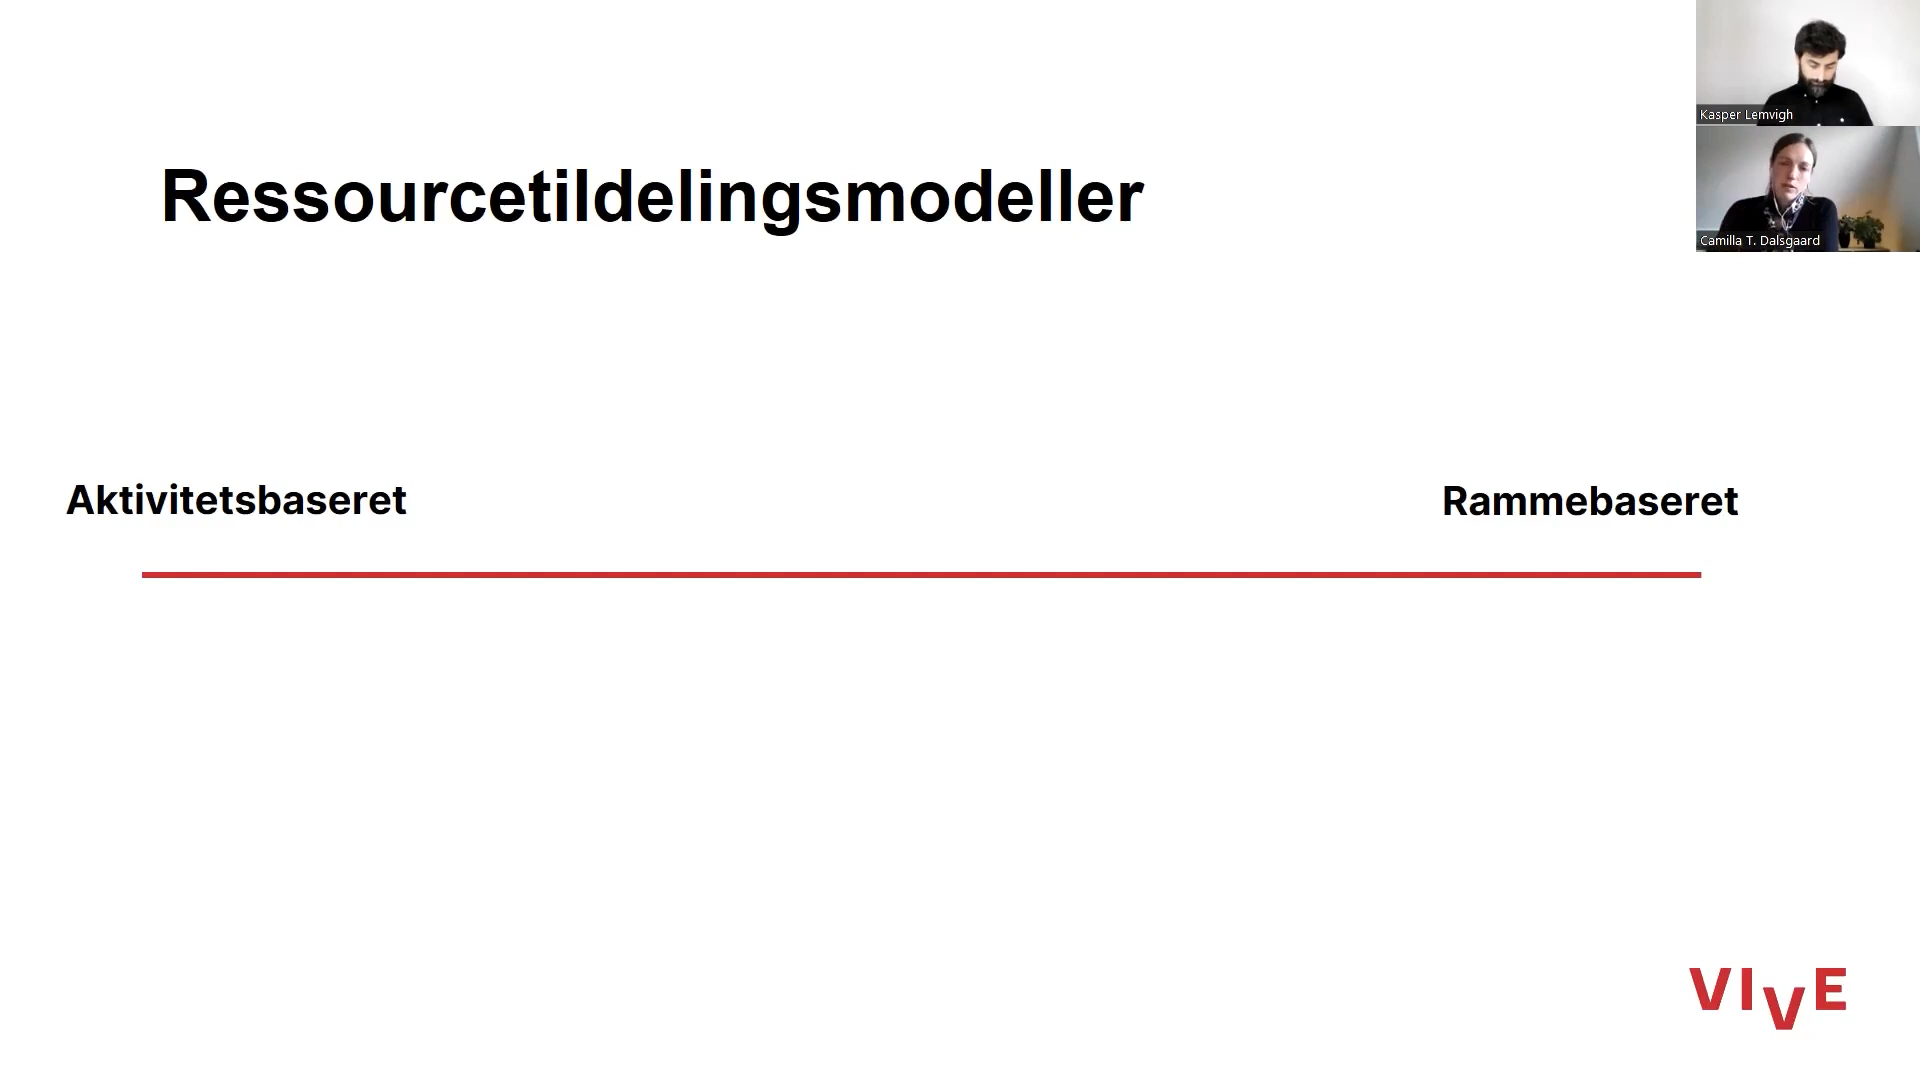 Kasper Lemvigh
Camilla T. Dalsgaard
Ressourcetildelingsmodeller
Aktivitetsbaseret
Rammebaseret
VIVE